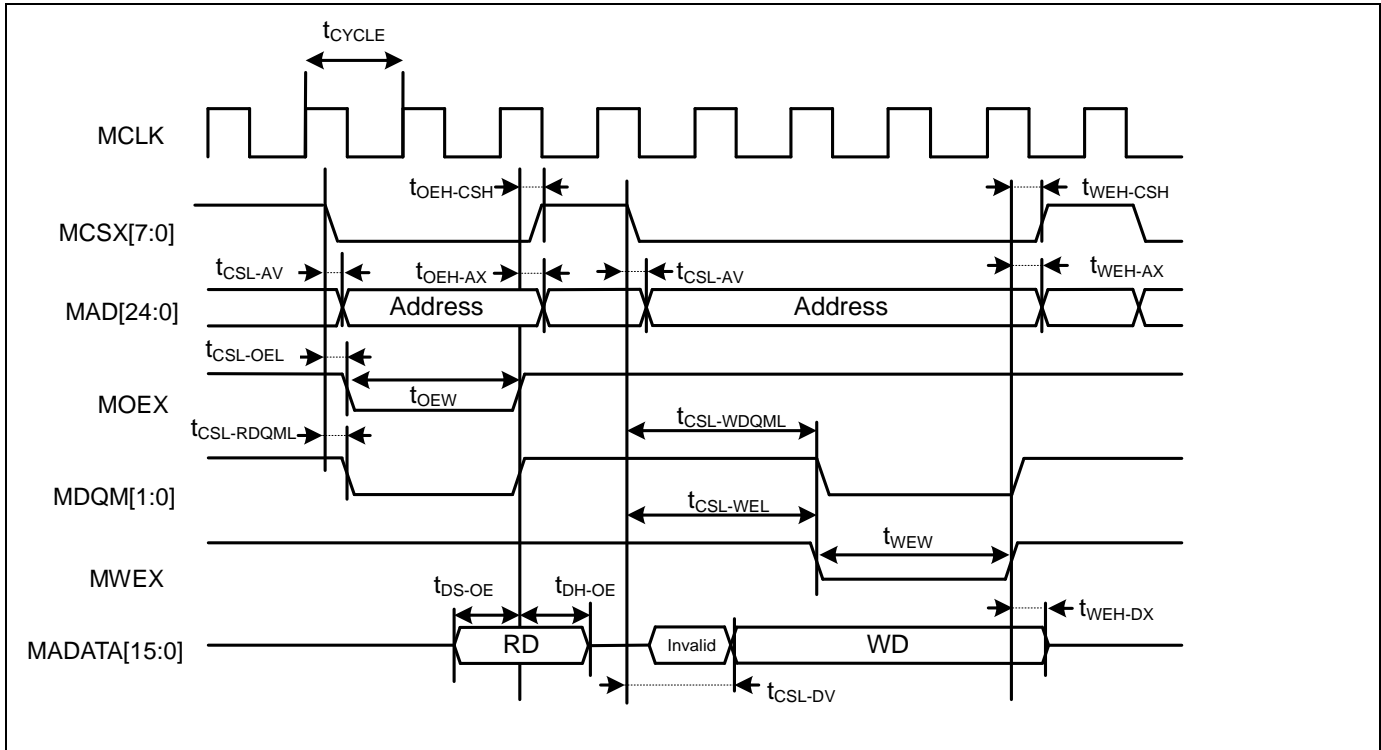 tCYCLE
MCLK
tOEH-CSH
tWEH-CSH
MCSX[7:0]
tCSL-AV
tOEH-AX
tCSL-AV
tWEH-AX
MAD[24:0]
Address
Address
tCSL-OEL
MOEX
tOEW
tCSL-RDQML
tCSL-WDQML
MDQM[1:0]
tCSL-WEL
tWEW
MWEX
tDS-OE
tDH-OE
tWEH-DX
MADATA[15:0]
RD
Invalid
WD
tCSL-DV